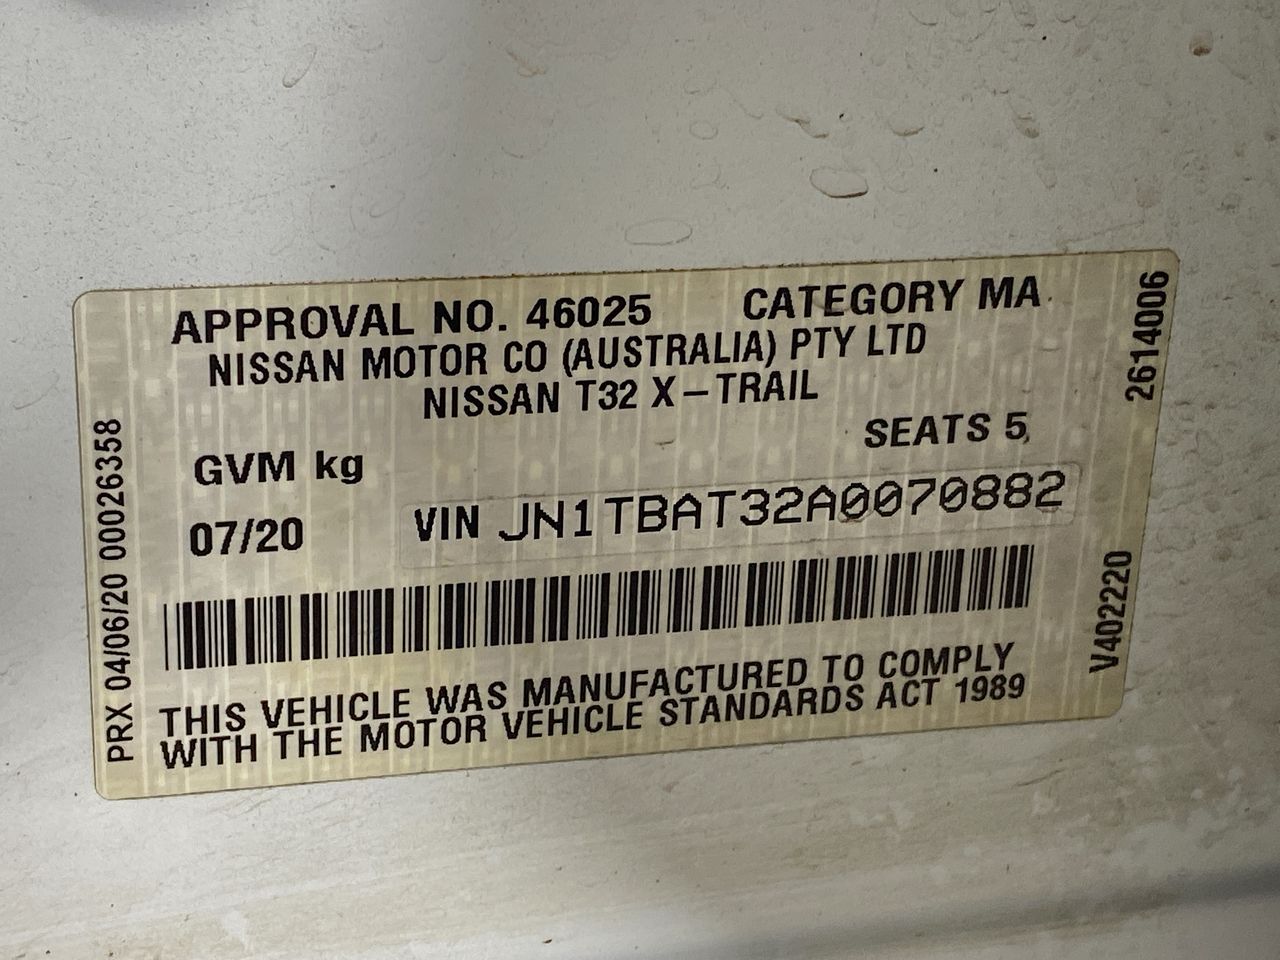 APPROVAL NO. 46025 CATEGORY MA
NISSAN MOTOR CO (AUSTRALIA) PTY LTD
NISSAN T32 X-TRAIL
SEATS 5
GVM kg
07/20 VIN JN1TBAT32A0070882
THIS VEHICLE WAS MANUFACTURED TO COMPLY
WITH THE MOTOR VEHICLE STANDARDS ACT 1989
PRX 04/06/20 00026358
2614006
V402220